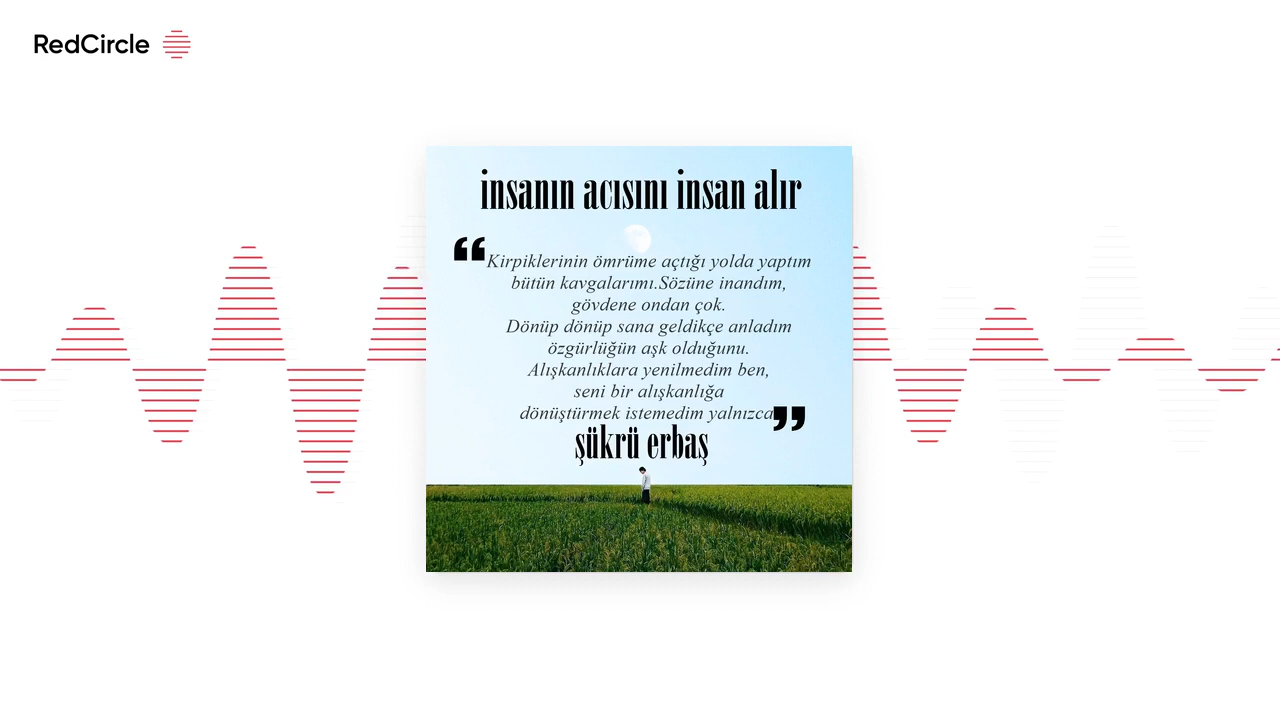 RedCircle
insanın acısını insan alır
“Kirpiklerinin ömrüme açtığı yolda yaptım
bütün kavgalarımı.Sözüne inandım,
gövdene ondan çok.
Dönüp dönüp sana geldikçe anladım
özgürlüğün aşk olduğunu.
Alışkanlıklara yenilmedim ben,
seni bir alışkanlığa
dönüştürmek istemedim yalnızca”
şükrü erbaş